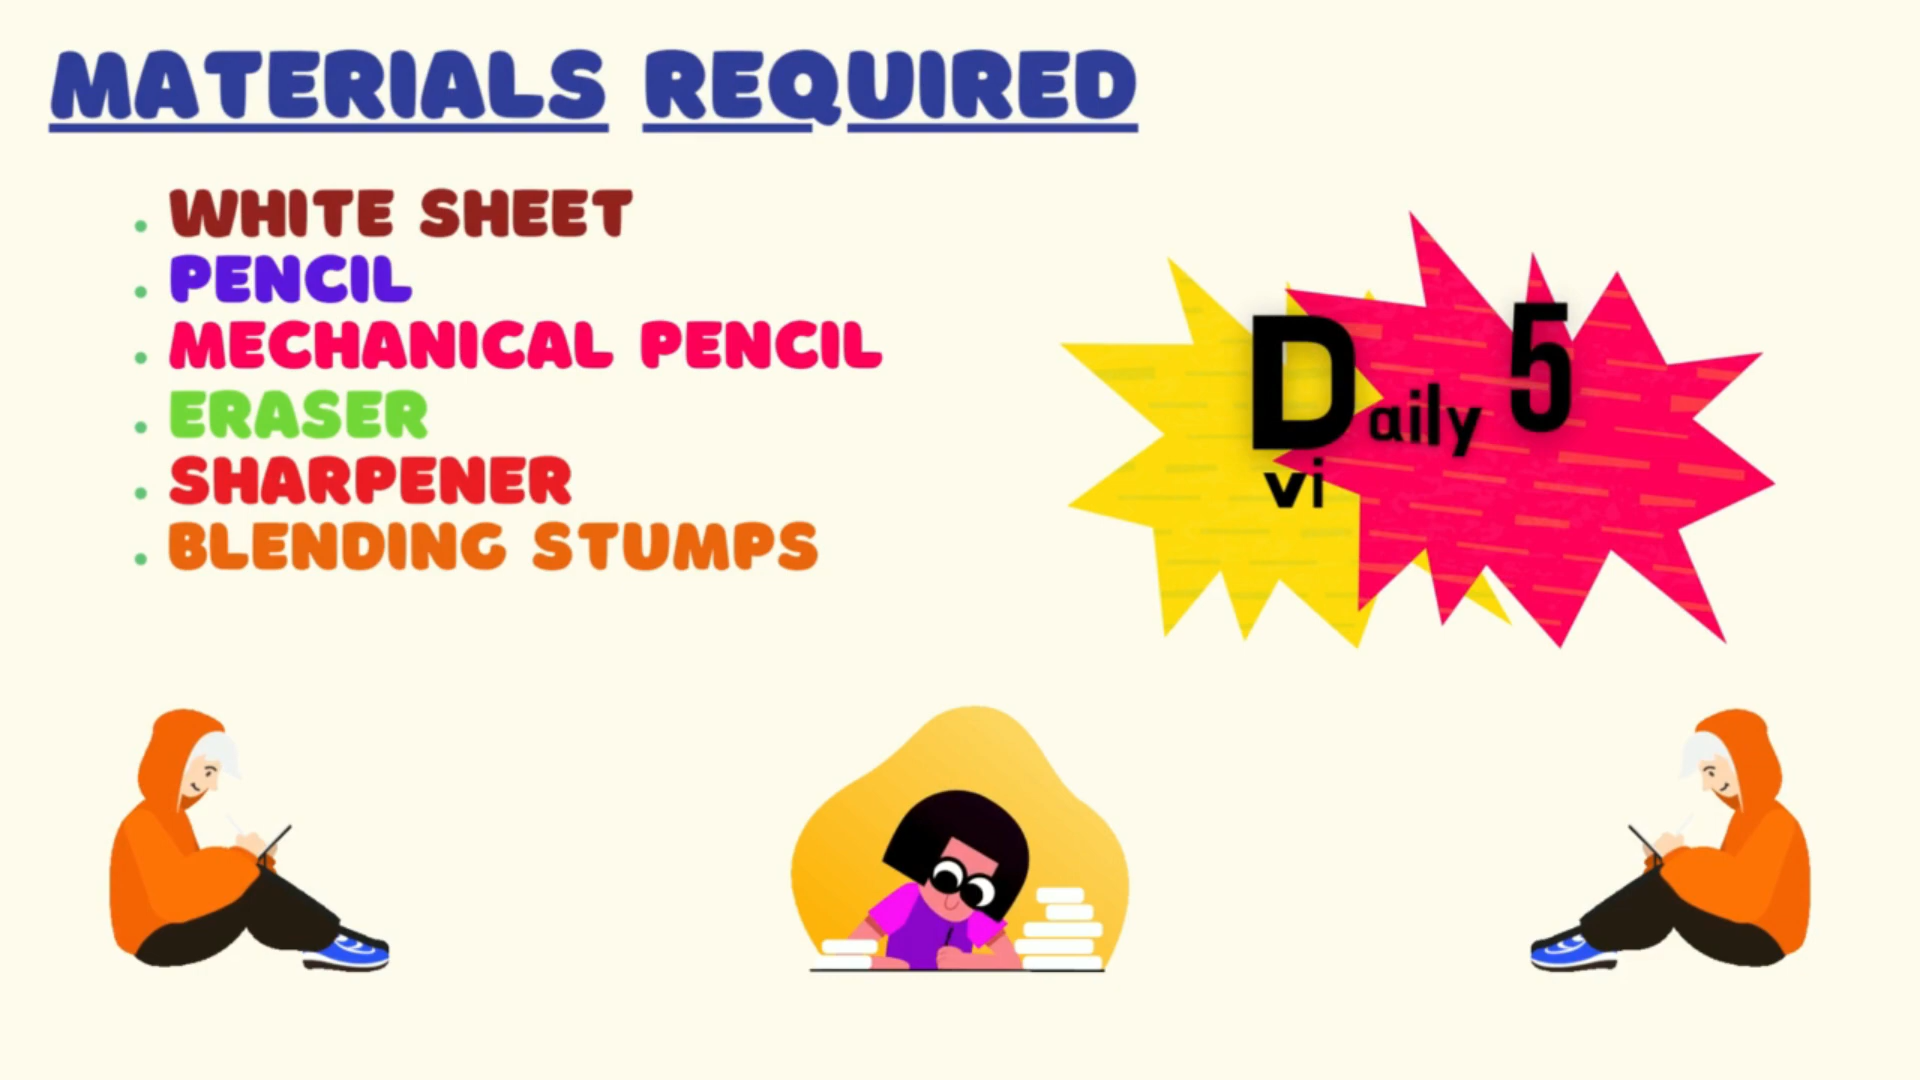 MATERIALS REQUIRED
WHITE SHEET
PENCIL
MECHANICAL PENCIL
ERASER
SHARPENER
BLENDING STUMPS
Daily 5
vi